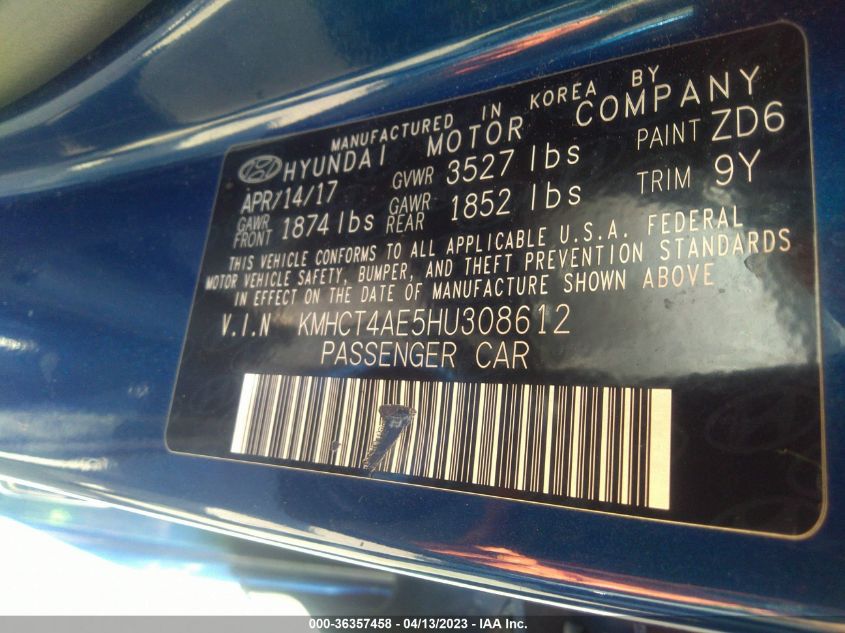 MANUFACTURED IN KOREA BY
HYUNDAI MOTOR COMPANY
APR/14/17 GVWR 3527 lbs PAINT ZD6
GAWR FRONT 1874 lbs GAWR REAR 1852 lbs TRIM 9Y
THIS VEHICLE CONFORMS TO ALL APPLICABLE U.S.A. FEDERAL
MOTOR VEHICLE SAFETY, BUMPER, AND THEFT PREVENTION STANDARDS
IN EFFECT ON THE DATE OF MANUFACTURE SHOWN ABOVE
V.I.N KMHCT4AE5HU308612
PASSENGER CAR
000-36357458 - 04/13/2023 - IAA Inc.